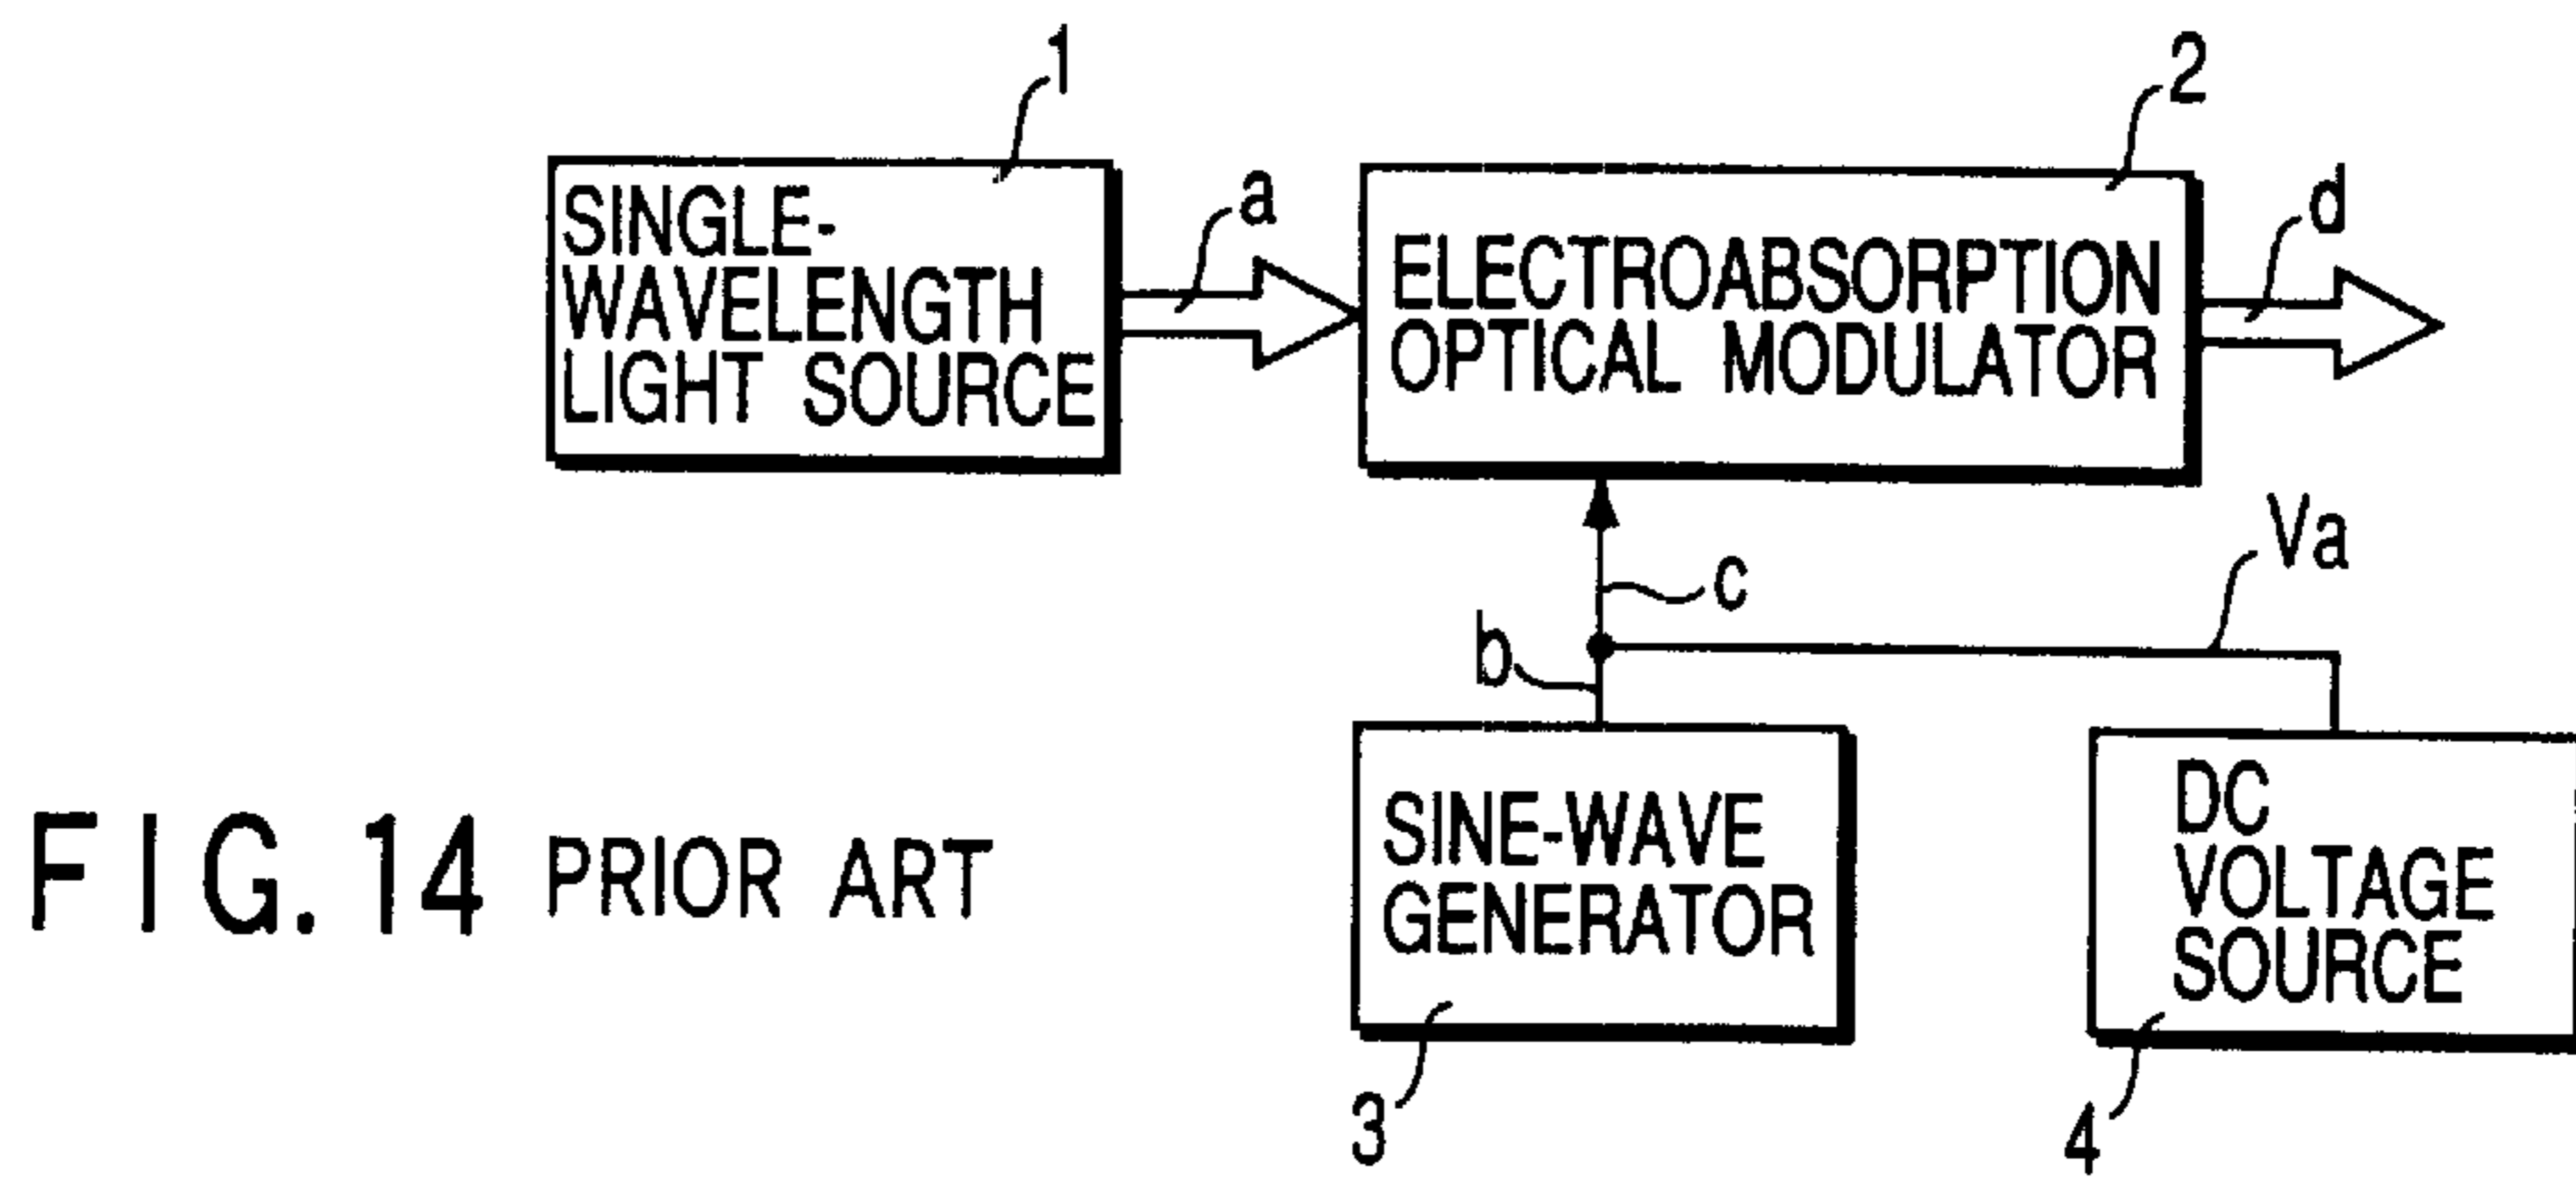 1
2
SINGLE-
WAVELENGTH
LIGHT SOURCE
a
ELECTROABSORPTION
OPTICAL MODULATOR
d
c
Va
b
SINE-WAVE
GENERATOR
DC
VOLTAGE
SOURCE
3
4
FIG. 14 PRIOR ART